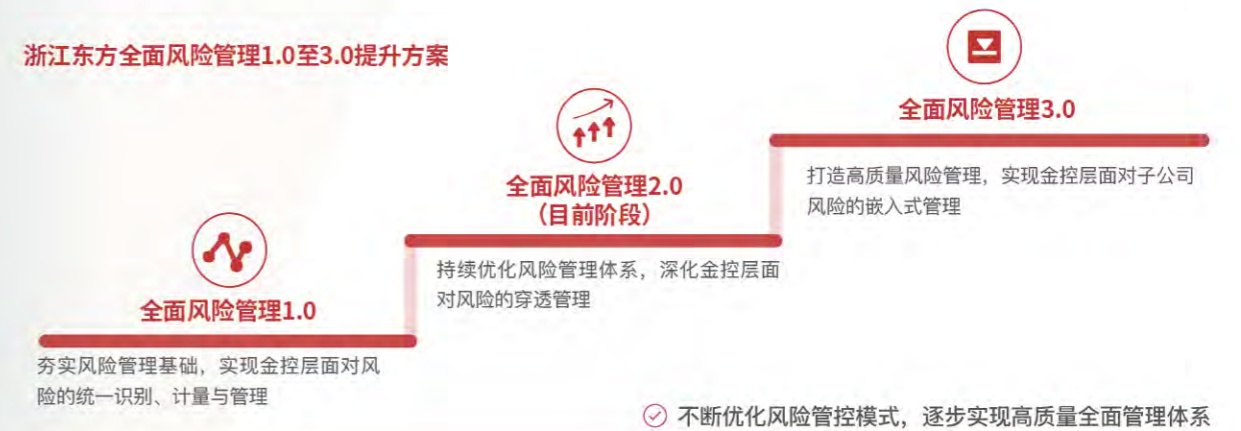 浙江东方全面风险管理1.0至3.0提升方案
全面风险管理1.0
夯实风险管理基础，实现金控层面对风
险的统一识别、计量与管理
全面风险管理2.0
（目前阶段）
持续优化风险管理体系，深化金控层面
对风险的穿透管理
全面风险管理3.0
打造高质量风险管理，实现金控层面对子公司
风险的嵌入式管理
不断优化风险管控模式，逐步实现高质量全面管理体系